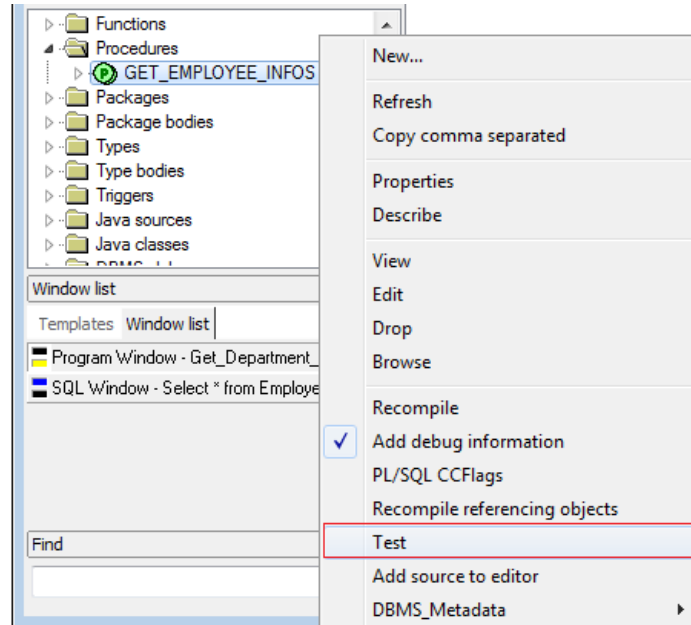 Functions
Procedures
GET_EMPLOYEE_INFOS
Packages
Package bodies
Types
Type bodies
Triggers
Java sources
Java classes
Window list
Templates Window list
Program Window - Get_Department_
SQL Window - Select * from Employe
Find
New...
Refresh
Copy comma separated
Properties
Describe
View
Edit
Drop
Browse
Recompile
Add debug information
PL/SQL CCFlags
Recompile referencing objects
Test
Add source to editor
DBMS_Metadata